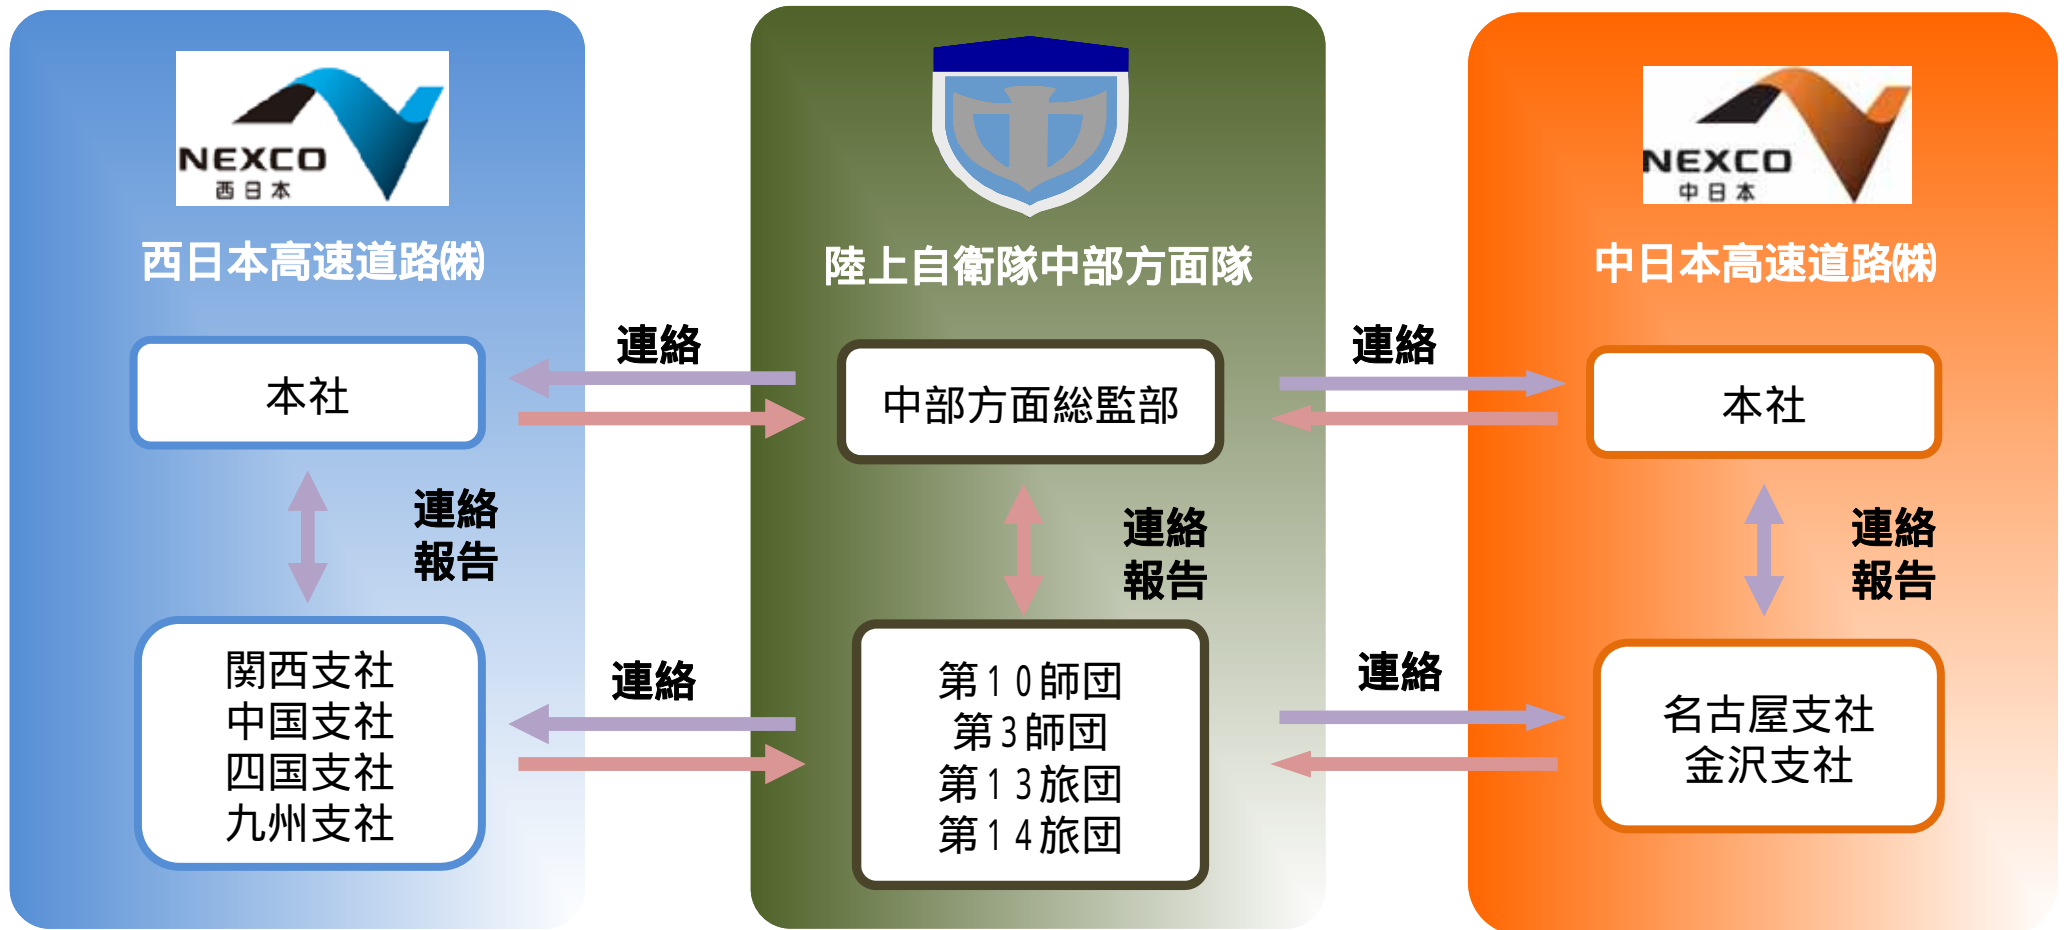 NEXCO
西日本
西日本高速道路㈱
本社
連絡
報告
関西支社
中国支社
四国支社
九州支社
連絡
連絡
陸上自衛隊中部方面隊
中部方面総監部
連絡
報告
第10師団
第3師団
第13旅団
第14旅団
連絡
連絡
NEXCO
中日本
中日本高速道路㈱
本社
連絡
報告
名古屋支社
金沢支社